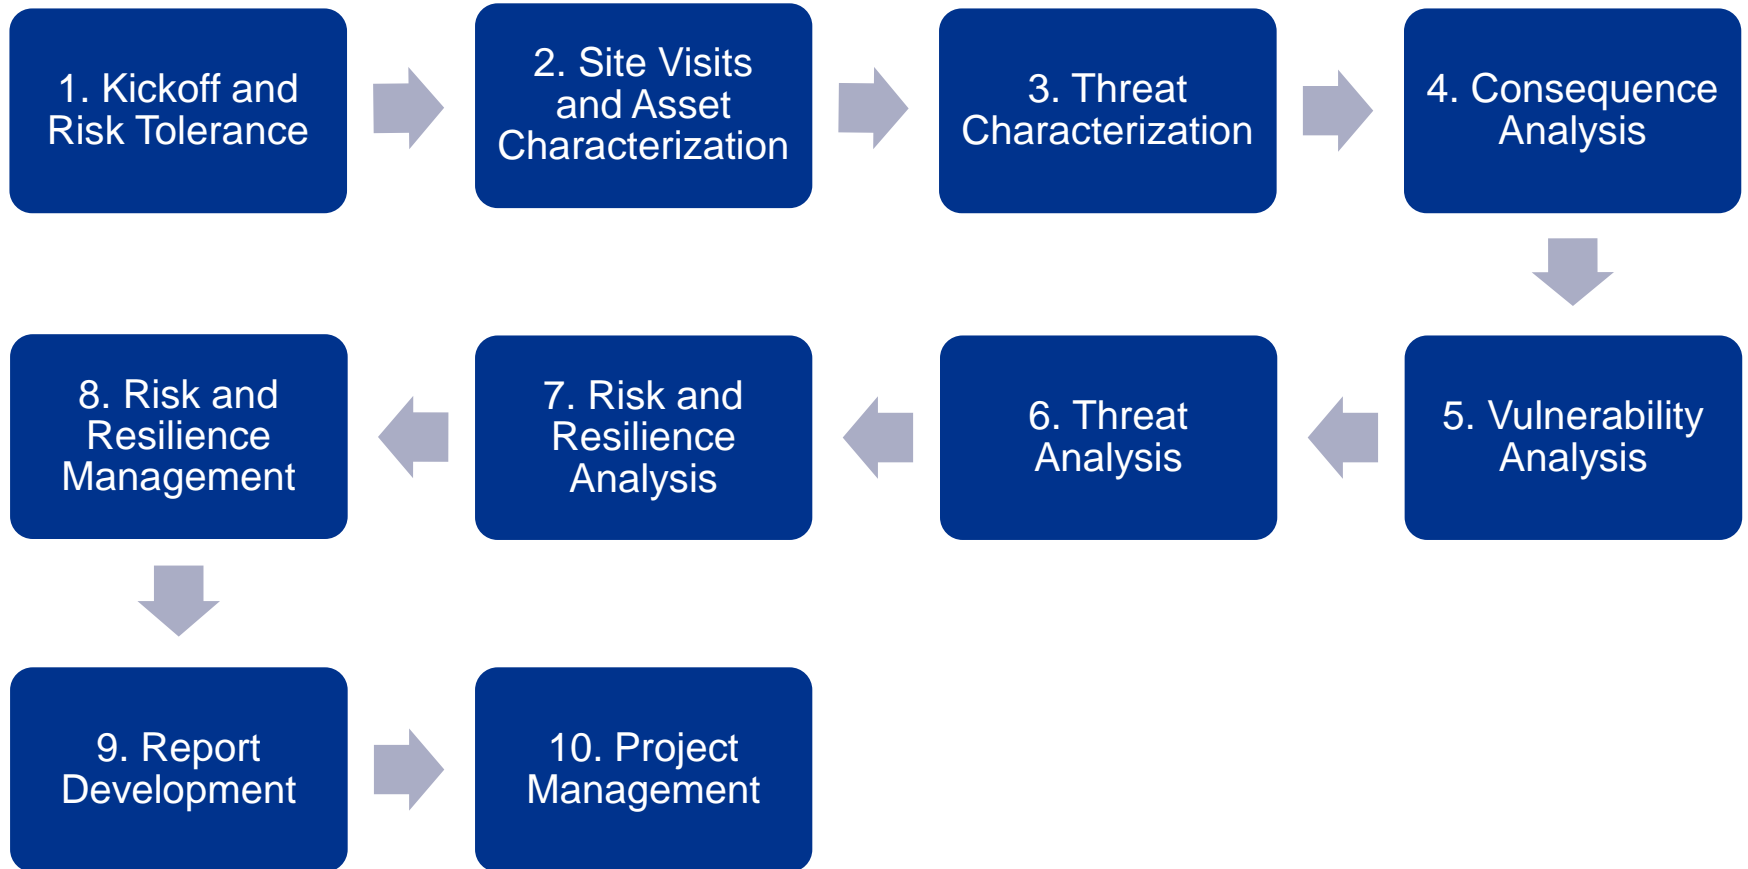 1. Kickoff and
Risk Tolerance
2. Site Visits
and Asset
Characterization
3. Threat
Characterization
4. Consequence
Analysis
5. Vulnerability
Analysis
6. Threat
Analysis
7. Risk and
Resilience
Analysis
8. Risk and
Resilience
Management
9. Report
Development
10. Project
Management